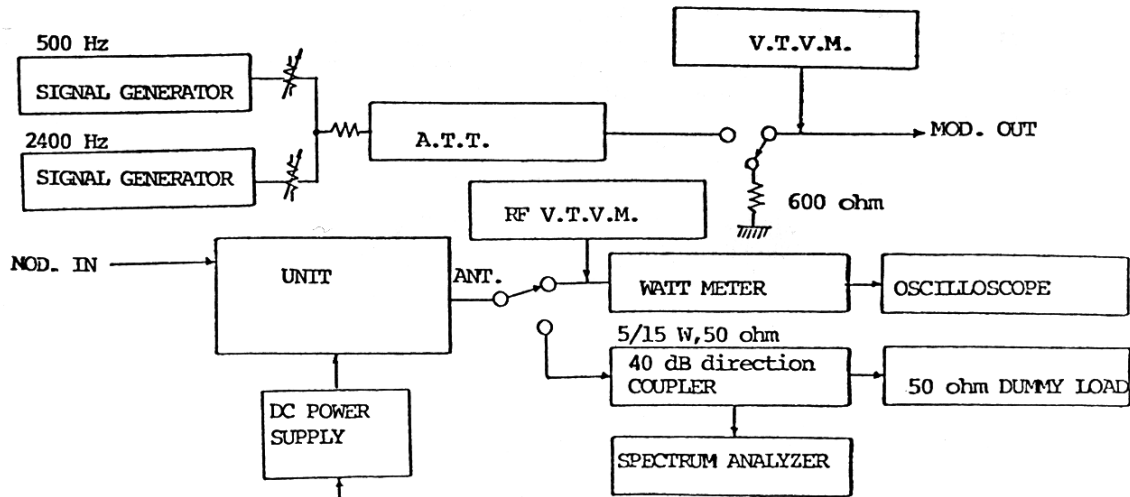 500 Hz
SIGNAL GENERATOR
2400 Hz
SIGNAL GENERATOR
A.T.T.
V.T.V.M.
MOD. OUT
600 ohm
RF V.T.V.M.
MOD. IN
UNIT
ANT.
WATT METER
OSCILLOSCOPE
5/15 W,50 ohm
40 dB direction
COUPLER
50 ohm DUMMY LOAD
DC POWER
SUPPLY
SPECTRUM ANALYZER